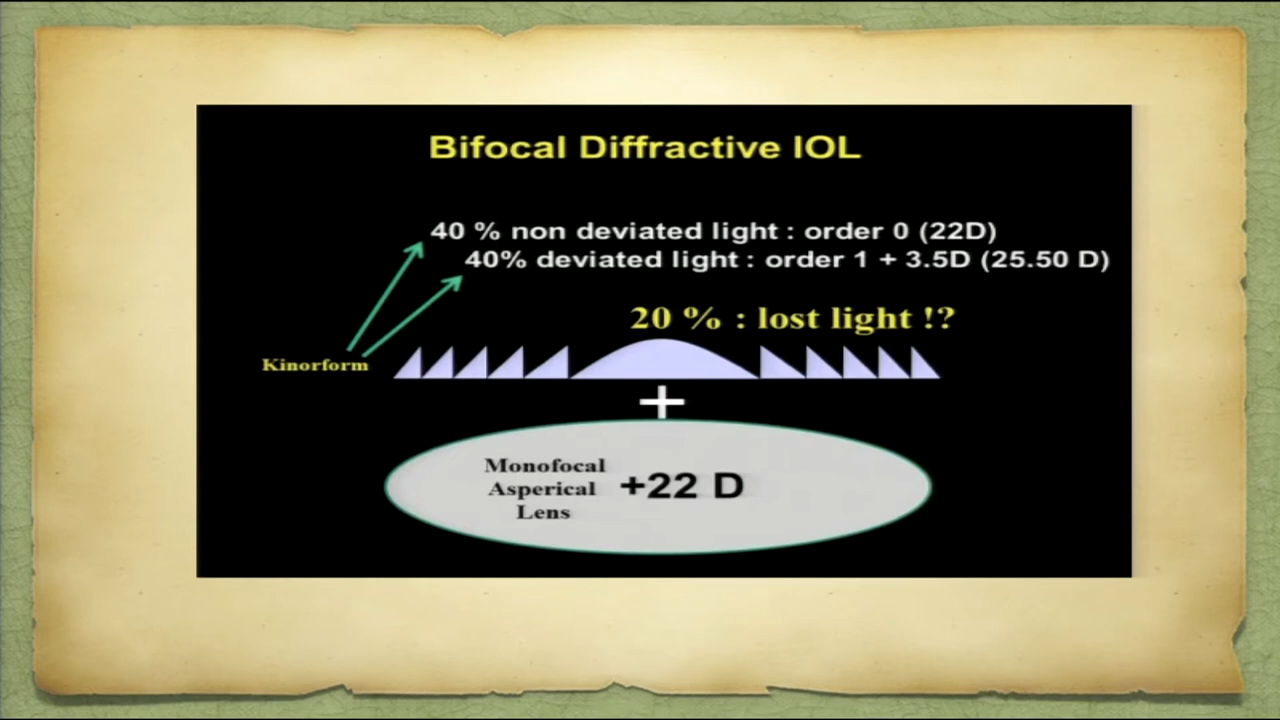 Bifocal Diffractive IOL
40 % non deviated light : order 0 (22D)
40% deviated light : order 1 + 3.5D (25.50 D)
20 % : lost light !?
Kinorform
+
Monofocal
Asperical
Lens
+22 D